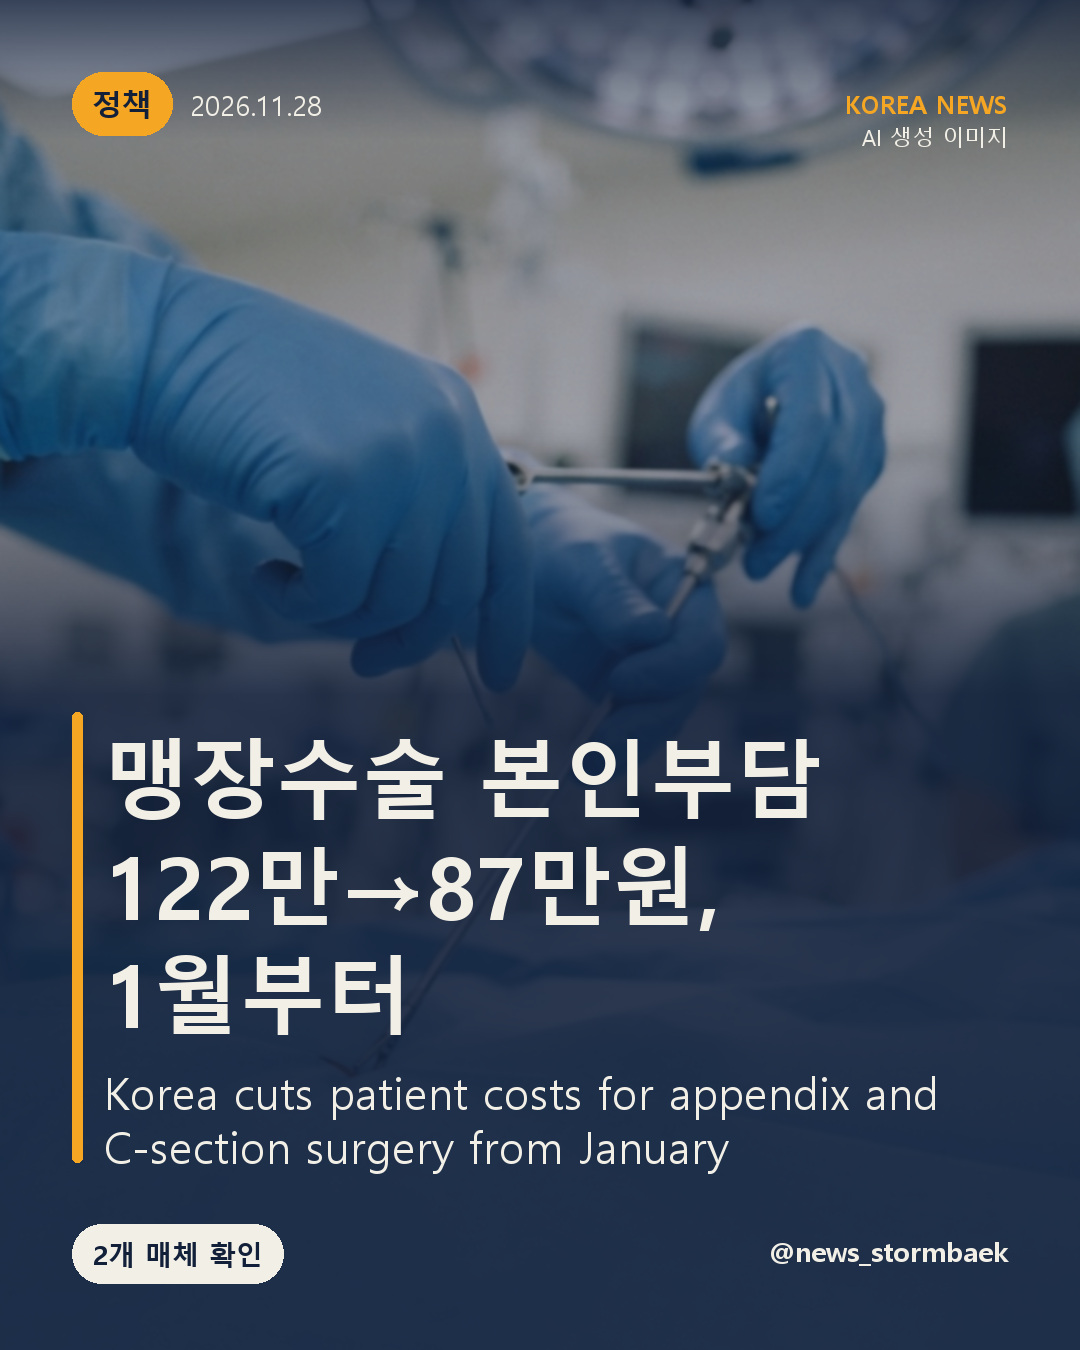 정책
2026.11.28
KOREA NEWS
AI 생성 이미지
맹장수술 본인부담
122만→87만원,
1월부터
Korea cuts patient costs for appendix and
C-section surgery from January
2개 매체 확인
@news_stormbaek